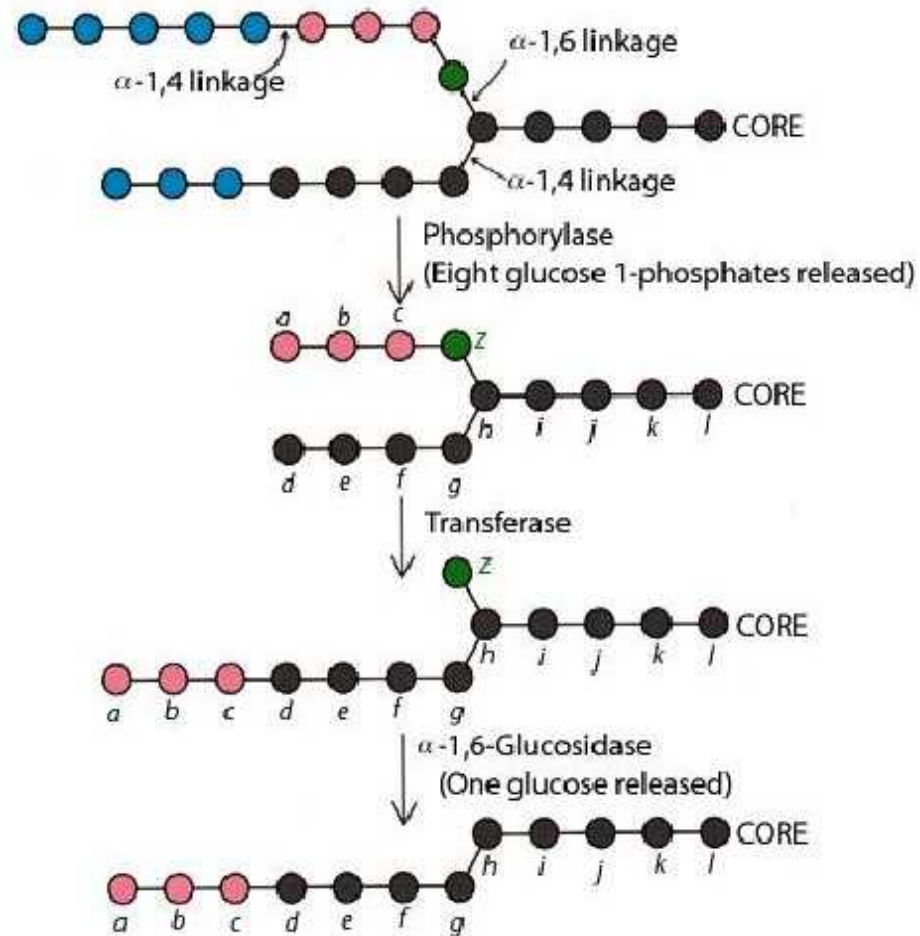 α-1,6 linkage
α-1,4 linkage
CORE
α-1,4 linkage
Phosphorylase
(Eight glucose 1-phosphates released)
a b c
z
CORE
h i j k l
d e f g
Transferase
z
CORE
h i j k l
a b c d e f g
α-1,6-Glucosidase
(One glucose released)
CORE
h i j k l
a b c d e f g